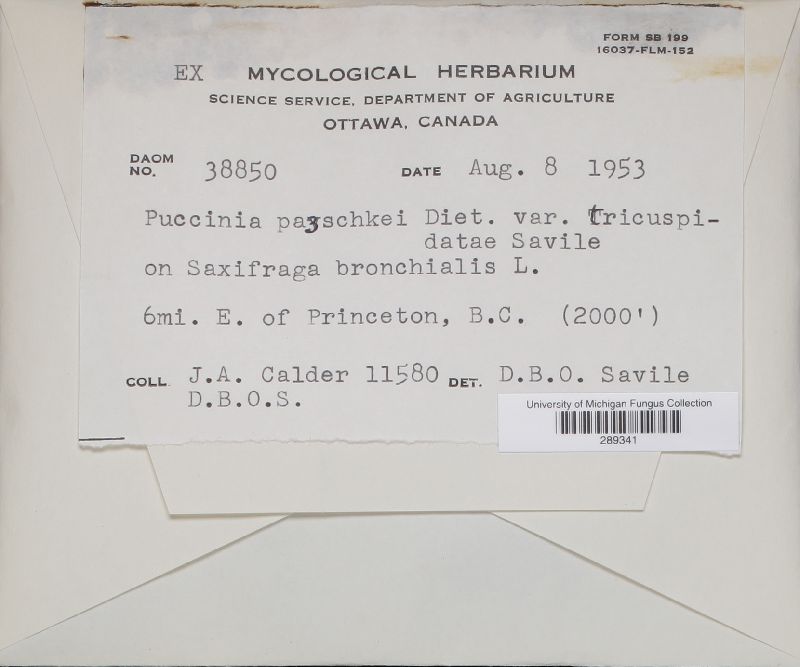 FORM SB 199
16037-FLM-152
EX MYCOLOGICAL HERBARIUM
SCIENCE SERVICE, DEPARTMENT OF AGRICULTURE
OTTAWA, CANADA
DAOM NO. 38850 DATE Aug. 8 1953
Puccinia pazschkei Diet. var. tricuspi-
datae Savile
on Saxifraga bronchialis L.
6mi. E. of Princeton, B.C. (2000')
COLL. J.A. Calder 11580 DET. D.B.O. Savile
D.B.O.S.
University of Michigan Fungus Collection
289341